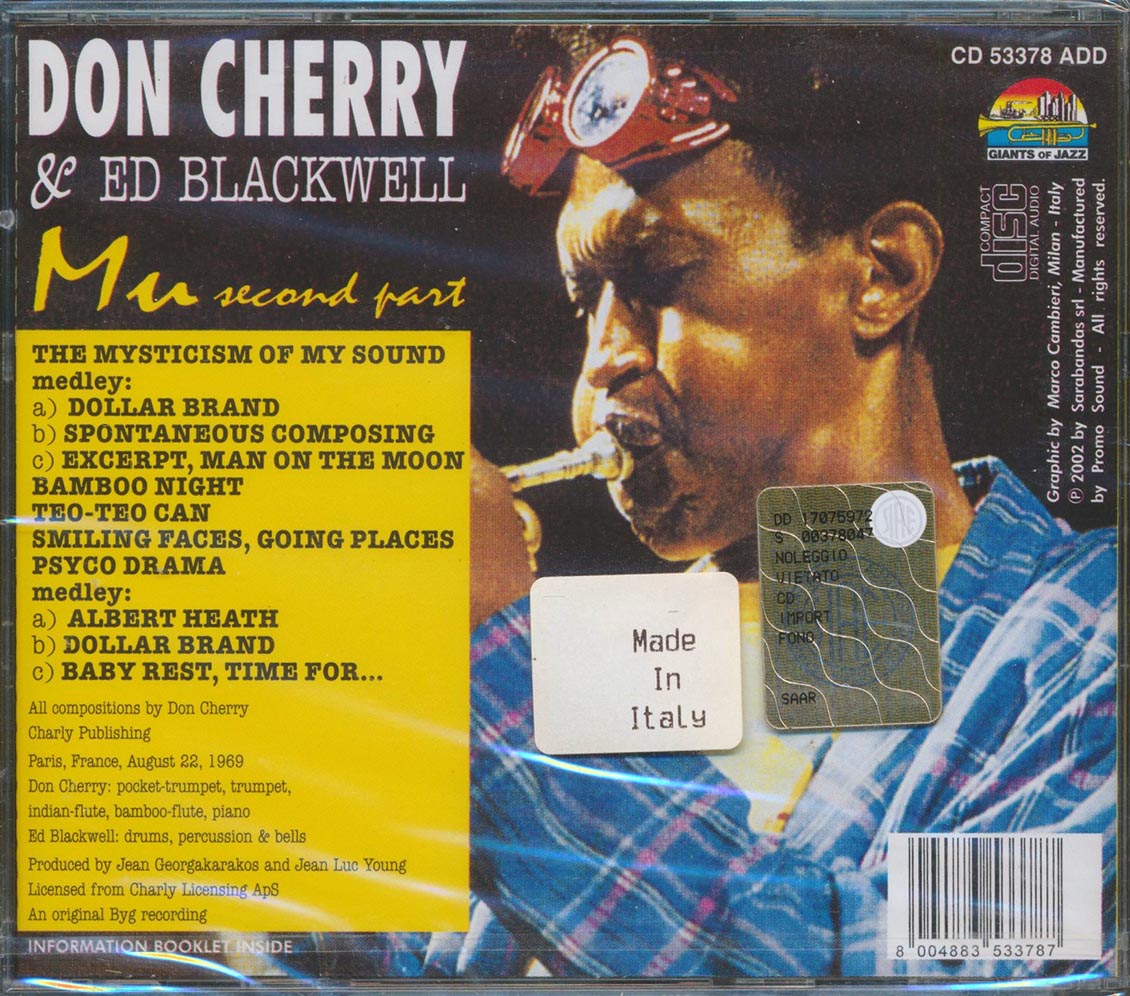 DON CHERRY
& ED BLACKWELL
Mu second part
THE MYSTICISM OF MY SOUND
medley:
a) DOLLAR BRAND
b) SPONTANEOUS COMPOSING
c) EXCERPT, MAN ON THE MOON
BAMBOO NIGHT
TEO-TEO CAN
SMILING FACES, GOING PLACES
PSYCO DRAMA
medley:
a) ALBERT HEATH
b) DOLLAR BRAND
c) BABY REST, TIME FOR...
All compositions by Don Cherry
Charly Publishing
Paris, France, August 22, 1969
Don Cherry: pocket-trumpet, trumpet,
indian-flute, bamboo-flute, piano
Ed Blackwell: drums, percussion & bells
Produced by Jean Georgakarakos and Jean Luc Young
Licensed from Charly Licensing ApS
An original Byg recording
INFORMATION BOOKLET INSIDE
CD 53378 ADD
GIANTS OF JAZZ
COMPACT
disc
DIGITAL AUDIO
Graphic by Marco Cambieri, Milan - Italy
℗ 2002 by Sarabandas srl - Manufactured
by Promo Sound - All rights reserved.
SIAE
DD 17075972
S 00378047
NOLEGGIO
VIETATO
CD
IMPORT
FONO
SAAR
Made
In
Italy
8 004883 533787